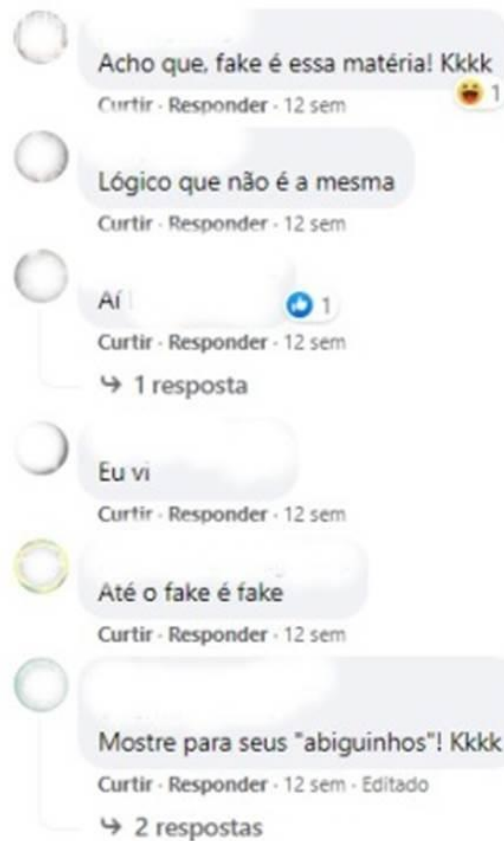 Acho que, fake é essa matéria! Kkkk
1
Curtir · Responder · 12 sem
Lógico que não é a mesma
Curtir · Responder · 12 sem
Aí
1
Curtir · Responder · 12 sem
1 resposta
Eu vi
Curtir · Responder · 12 sem
Até o fake é fake
Curtir · Responder · 12 sem
Mostre para seus "abiguinhos"! Kkkk
Curtir · Responder · 12 sem · Editado
2 respostas